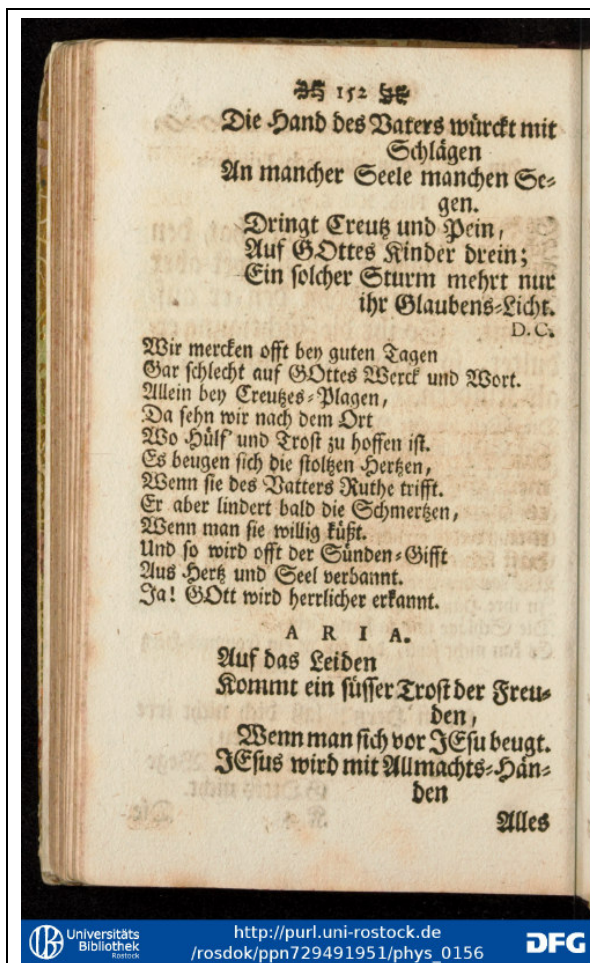 152
Die Hand des Vaters würckt mit
Schlägen
An mancher Seele manchen Se-
gen.
Dringt Creutz und Pein,
Auf GOttes Kinder drein;
Ein solcher Sturm mehrt nur
ihr Glaubens-Licht.
D. C.
Wir mercken offt bey guten Tagen
Gar schlecht auf GOttes Werck und Wort.
Allein bey Creutzes-Plagen,
Da sehn wir nach dem Ort
Wo Hülf' und Trost zu hoffen ist.
Es beugen sich die stoltzen Hertzen,
Wenn sie des Vatters Ruthe trifft.
Er aber lindert bald die Schmertzen,
Wenn man sie willig küßt.
Und so wird offt der Sünden-Gifft
Aus Hertz und Seel verbannt.
Ja! GOtt wird herrlicher erkannt.
ARIA.
Auf das Leiden
Kommt ein süsser Trost der Freu-
den,
Wenn man sich vor JEsu beugt.
JEsus wird mit Allmachts-Hän-
den
Alles
Universitäts
Bibliothek
Rostock
http://purl.uni-rostock.de
/rosdok/ppn729491951/phys_0156
DFG